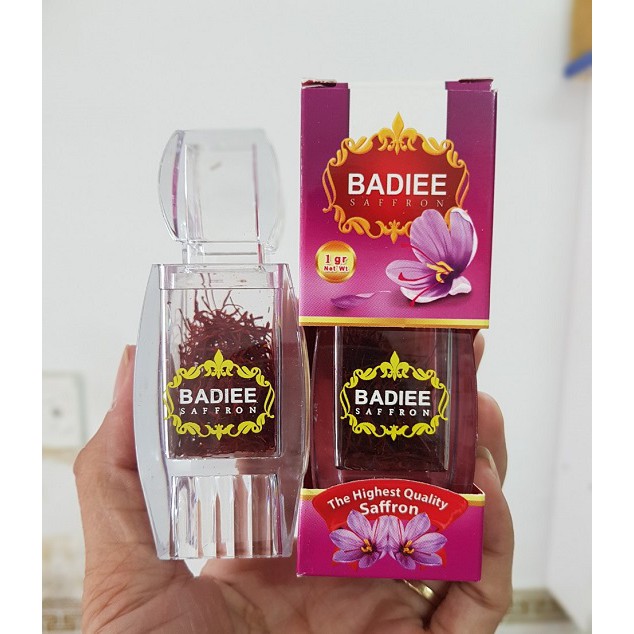 BADIEE
SAFFRON
BADIEE
SAFFRON
1 gr
Net Wt
BADIEE
SAFFRON
The Highest Quality
Saffron